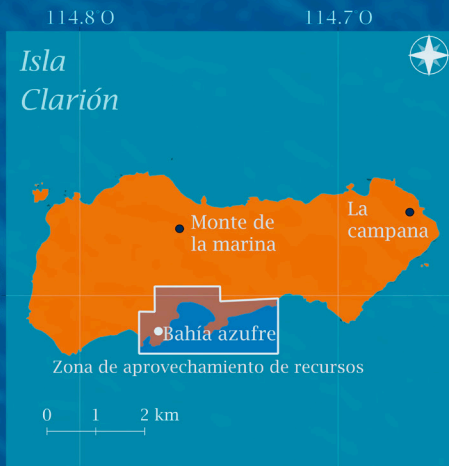 114.8°O 114.7°O
Isla
Clarión
La
campana
Monte de
la marina
Bahía azufre
Zona de aprovechamiento de recursos
0 1 2 km